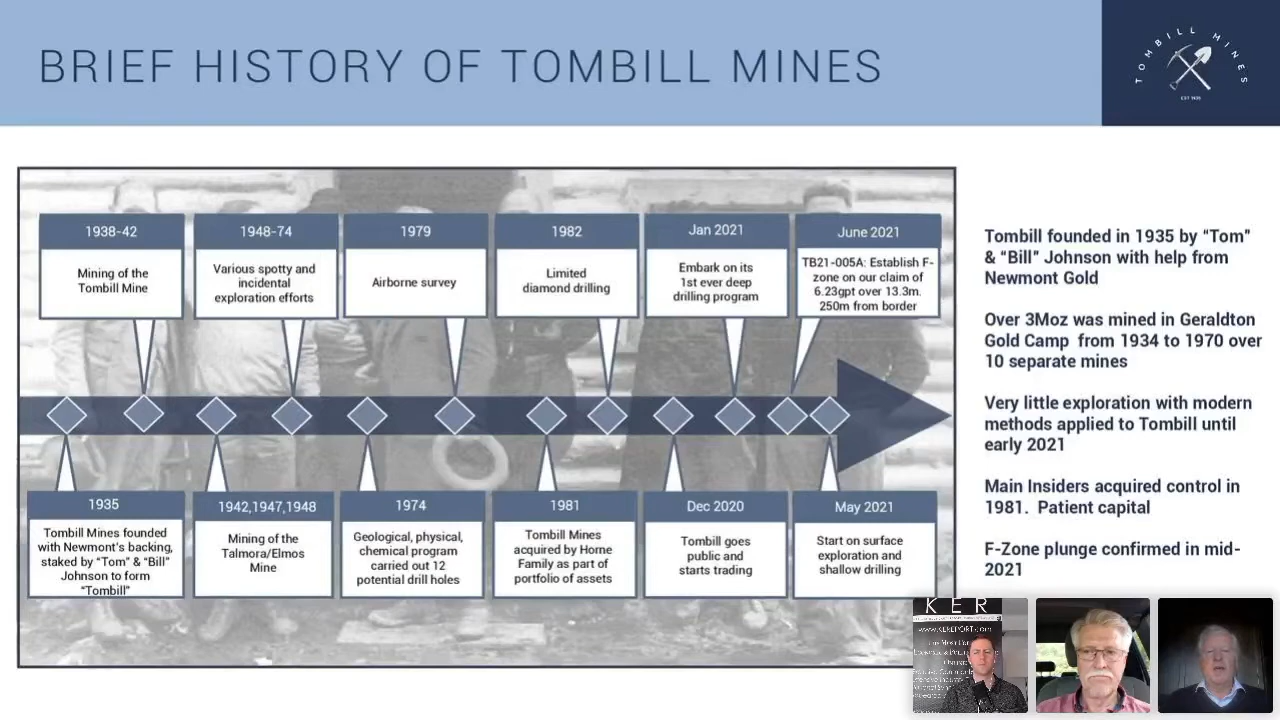 BRIEF HISTORY OF TOMBILL MINES
TOMBILL MINES
EST 1935
1938-42
Mining of the
Tombill Mine
1948-74
Various spotty and
incidental
exploration efforts
1979
Airborne survey
1982
Limited
diamond drilling
Jan 2021
Embark on its
1st ever deep
drilling program
June 2021
TB21-005A: Establish F-
zone on our claim of
6.23gpt over 13.3m.
250m from border
1935
Tombill Mines founded
with Newmont's backing,
staked by "Tom" & "Bill"
Johnson to form
"Tombill"
1942,1947,1948
Mining of the
Talmora/Elmos
Mine
1974
Geological, physical,
chemical program
carried out 12
potential drill holes
1981
Tombill Mines
acquired by Horne
Family as part of
portfolio of assets
Dec 2020
Tombill goes
public and
starts trading
May 2021
Start on surface
exploration and
shallow drilling
Tombill founded in 1935 by “Tom”
& “Bill” Johnson with help from
Newmont Gold
Over 3Moz was mined in Geraldton
Gold Camp from 1934 to 1970 over
10 separate mines
Very little exploration with modern
methods applied to Tombill until
early 2021
Main Insiders acquired control in
1981. Patient capital
F-Zone plunge confirmed in mid-
2021
KER
www.KEREPORT.com